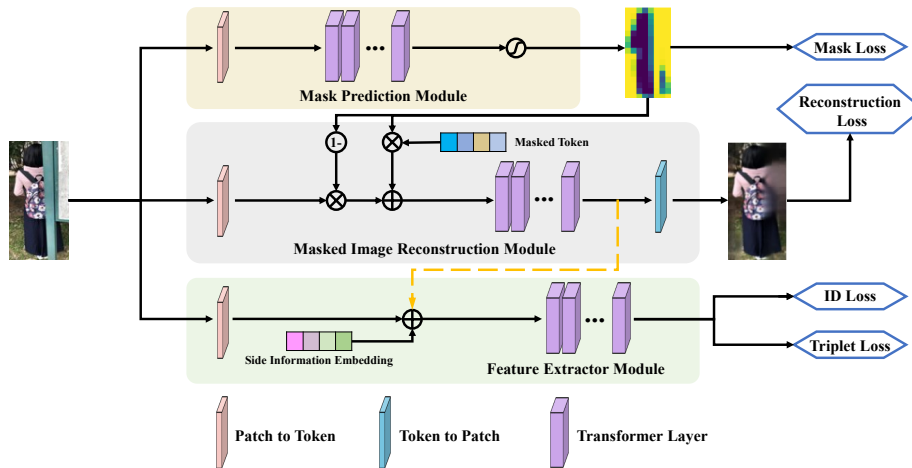 Mask Prediction Module
Mask Loss
Reconstruction
Loss
1-
Masked Token
Masked Image Reconstruction Module
ID Loss
Side Information Embedding
Triplet Loss
Feature Extractor Module
Patch to Token
Token to Patch
Transformer Layer